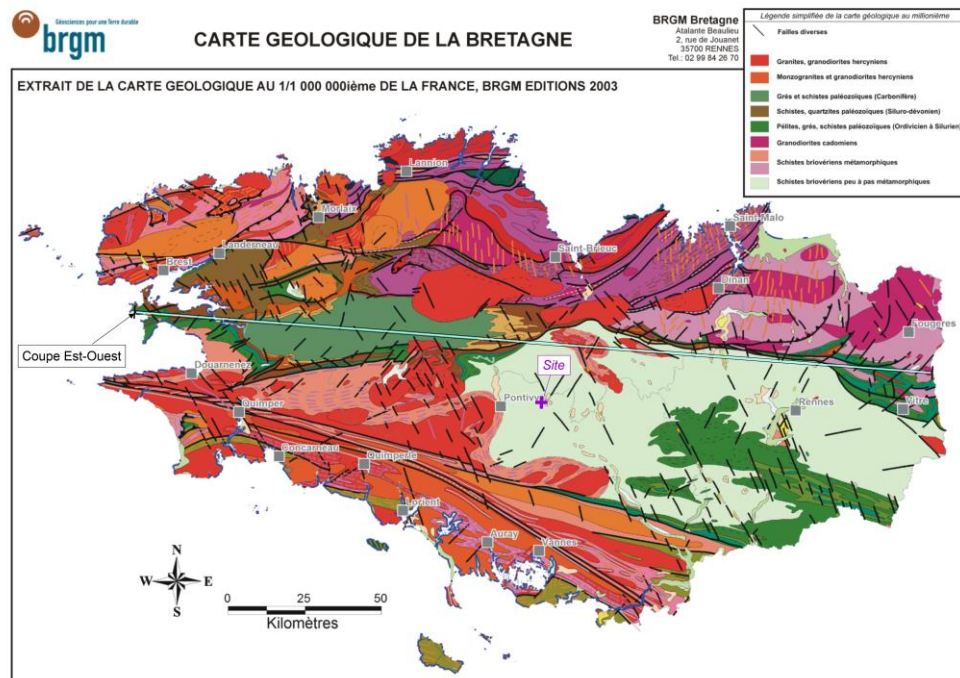 Géosciences pour une Terre durable
brgm
CARTE GEOLOGIQUE DE LA BRETAGNE
BRGM Bretagne
Atalante Beaulieu
2, rue de Jouanet
35700 RENNES
Tel.: 02 99 84 26 70
Légende simplifiée de la carte géologique au millionième
Failles diverses
Granites, granodiorites hercyniens
Monzogranites et granodiorites hercyniens
Grés et schistes paléozoïques (Carbonifère)
Schistes, quartzites paléozoïques (Siluro-dévonien)
Pélites, grés, schistes paléozoïques (Ordivicien à Silurien)
Granodiorites cadomiens
Schistes briovériens métamorphiques
Schistes briovériens peu à pas métamorphiques
EXTRAIT DE LA CARTE GEOLOGIQUE AU 1/1 000 000ième DE LA FRANCE, BRGM EDITIONS 2003
Lannion
Morlaix
Saint-Malo
Landerneau
Saint-Brieuc
Brest
Dinan
Fougeres
Coupe Est-Ouest
Douarnenez
Site
Pontivy
Quimper
Rennes
Vitré
Concarneau
Quimperlé
Lorient
Auray
Vannes
N
W
E
S
0
25
50
Kilomètres